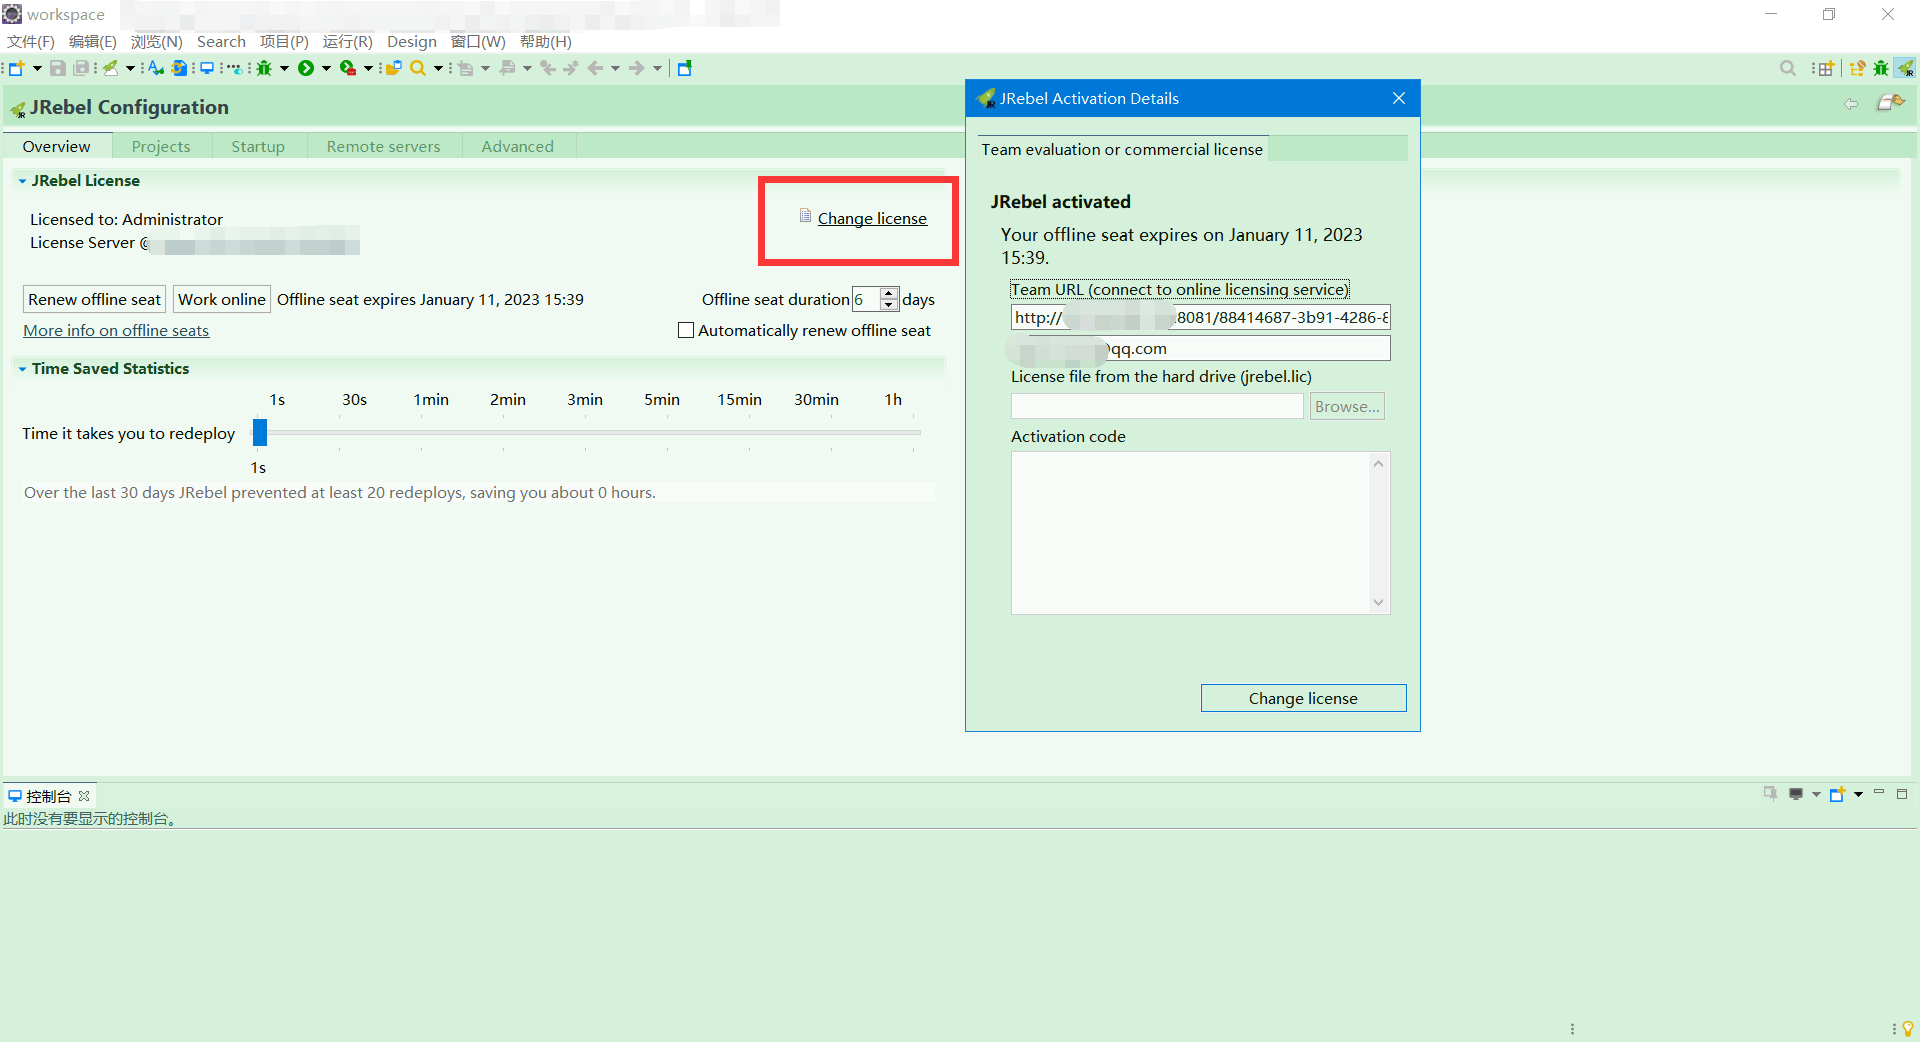 workspace
文件(F) 编辑(E) 浏览(N) Search 项目(P) 运行(R) Design 窗口(W) 帮助(H)
JRebel Configuration
Overview Projects Startup Remote servers Advanced
JRebel License
Licensed to: Administrator
License Server @
Change license
Renew offline seat Work online Offline seat expires January 11, 2023 15:39 Offline seat duration 6 days
More info on offline seats Automatically renew offline seat
Time Saved Statistics
1s 30s 1min 2min 3min 5min 15min 30min 1h
Time it takes you to redeploy
1s
Over the last 30 days JRebel prevented at least 20 redeploys, saving you about 0 hours.
JRebel Activation Details
Team evaluation or commercial license
JRebel activated
Your offline seat expires on January 11, 2023
15:39.
Team URL (connect to online licensing service)
http:// 8081/88414687-3b91-4286-8
@qq.com
License file from the hard drive (jrebel.lic)
Browse...
Activation code
Change license
控制台
此时没有要显示的控制台。